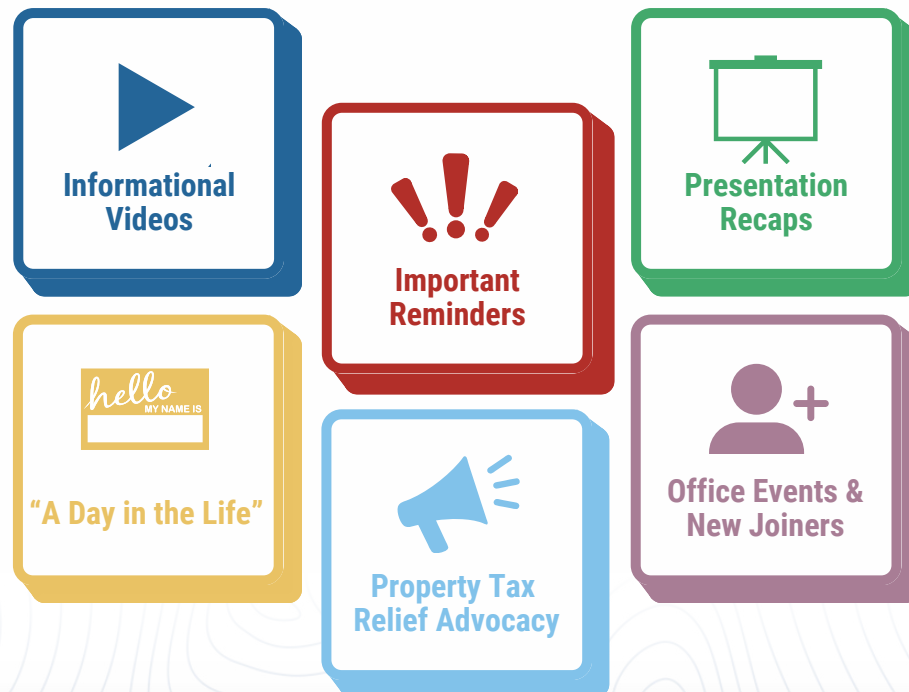 Informational
Videos
Important
Reminders
Presentation
Recaps
hello
MY NAME IS
“A Day in the Life”
Property Tax
Relief Advocacy
Office Events &
New Joiners